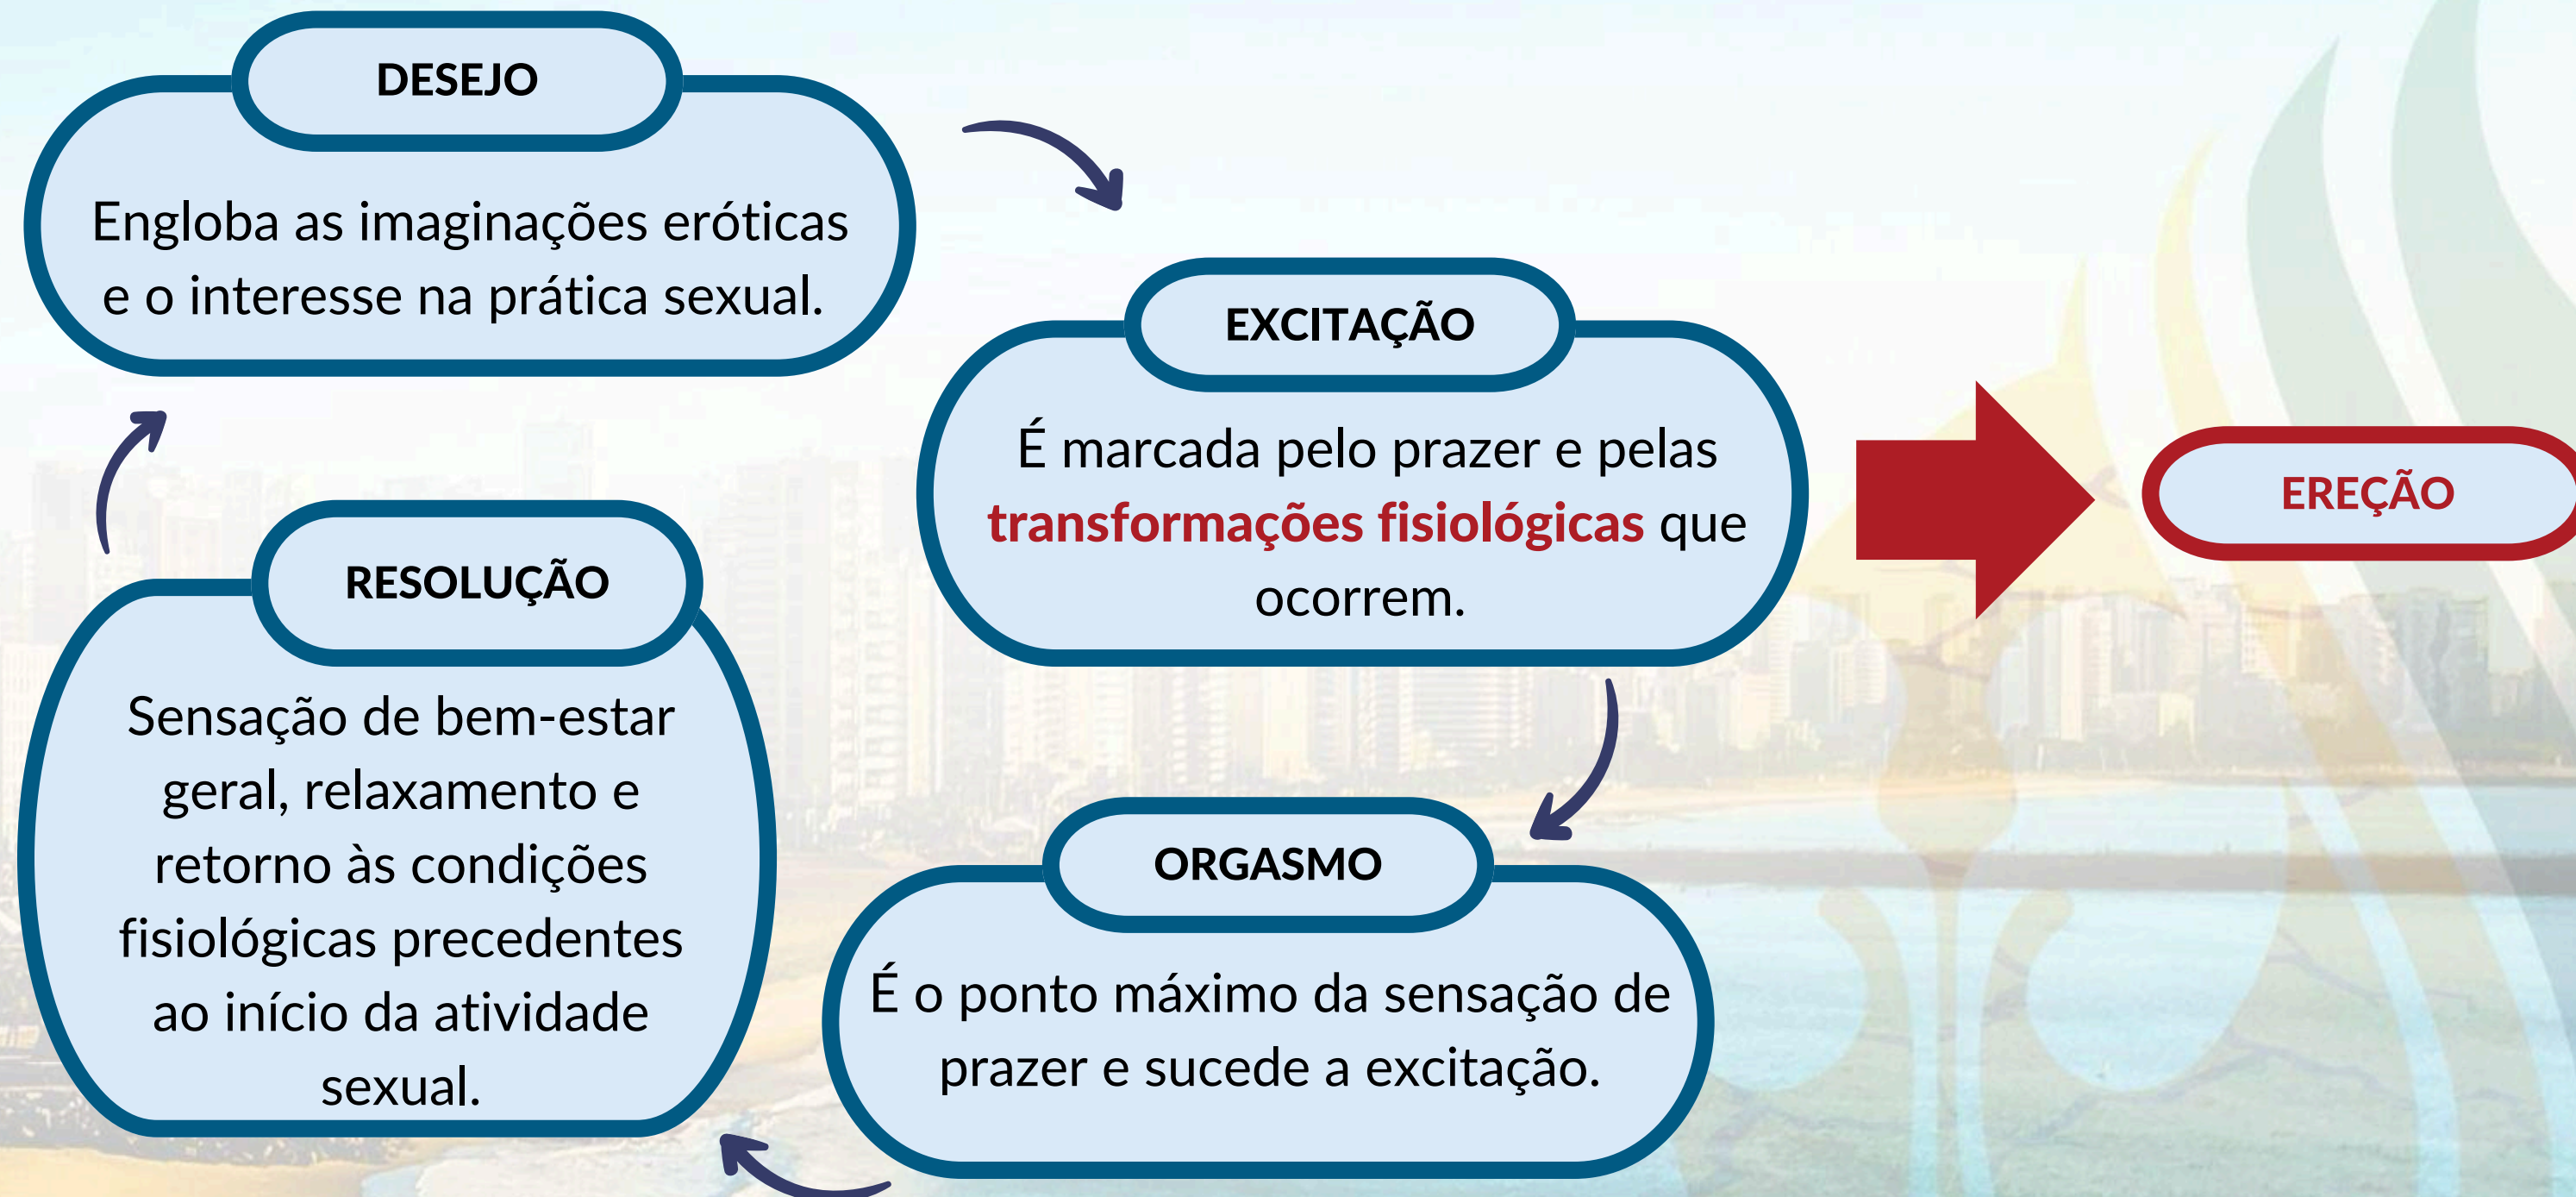 DESEJO
Engloba as imaginações eróticas
e o interesse na prática sexual.
EXCITAÇÃO
É marcada pelo prazer e pelas
transformações fisiológicas que
ocorrem.
EREÇÃO
ORGASMO
É o ponto máximo da sensação de
prazer e sucede a excitação.
RESOLUÇÃO
Sensação de bem-estar
geral, relaxamento e
retorno às condições
fisiológicas precedentes
ao início da atividade
sexual.